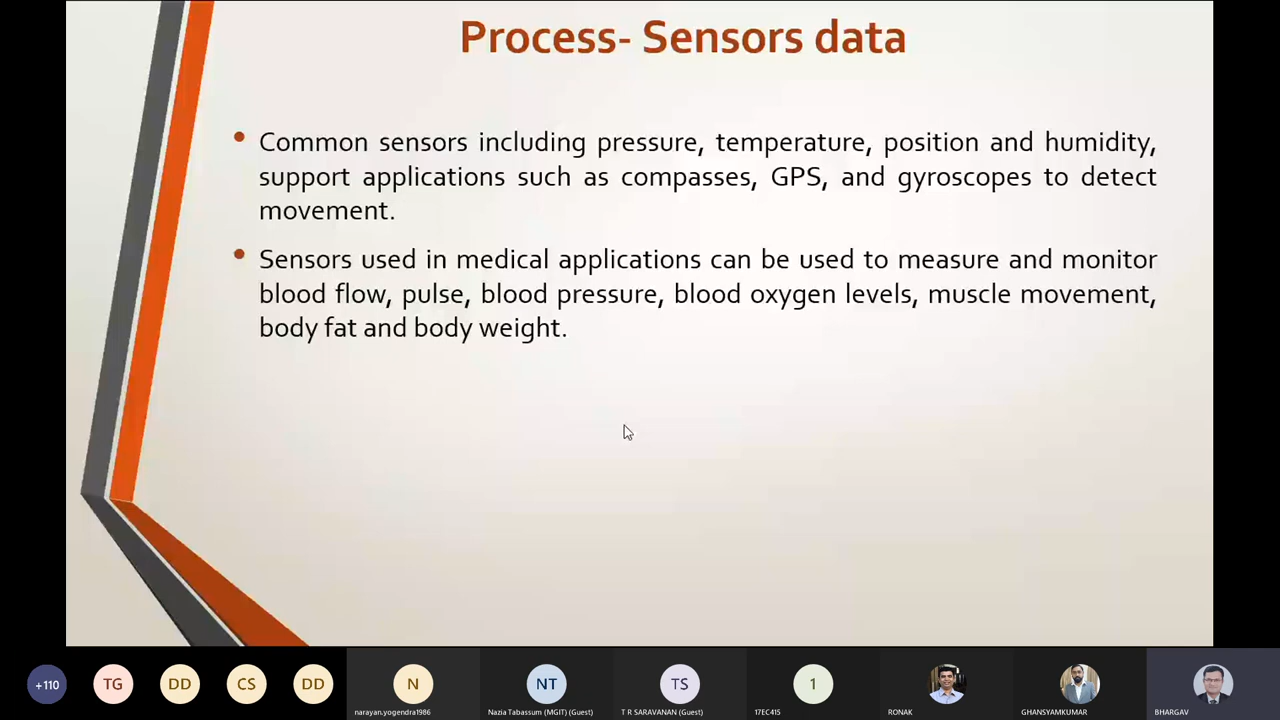 Process- Sensors data
• Common sensors including pressure, temperature, position and humidity,
support applications such as compasses, GPS, and gyroscopes to detect
movement.
• Sensors used in medical applications can be used to measure and monitor
blood flow, pulse, blood pressure, blood oxygen levels, muscle movement,
body fat and body weight.
+110
TG
DD
CS
DD
N
NT
TS
1
narayan.yogendra1986
Nazia Tabassum (MGIT) (Guest)
T R SARAVANAN (Guest)
17EC415
RONAK
GHANSYAMKUMAR
BHARGAV